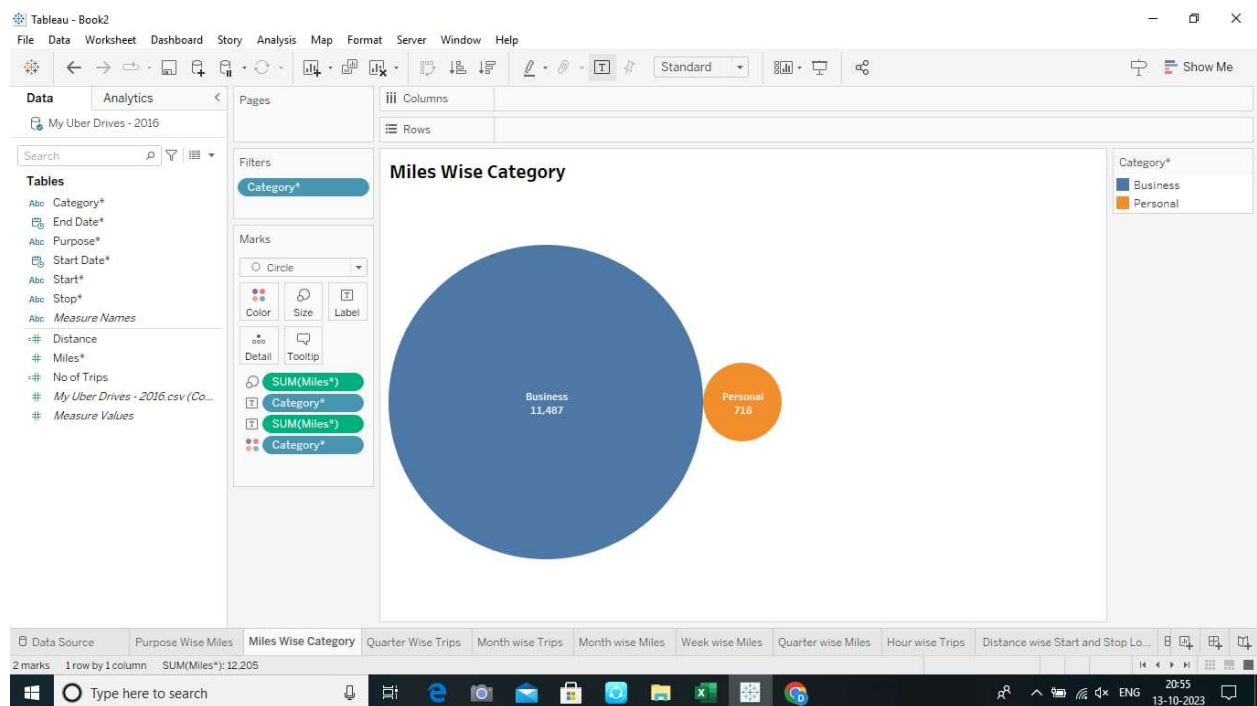 Tableau - Book2
File Data Worksheet Dashboard Story Analysis Map Format Server Window Help
Standard
Show Me
Data Analytics
My Uber Drives - 2016
Search
Tables
Abc Category*
End Date*
Abc Purpose*
Start Date*
Abc Start*
Abc Stop*
Abc Measure Names
=# Distance
# Miles*
=# No of Trips
# My Uber Drives - 2016.csv (Co...
# Measure Values
Pages
Filters
Category*
Marks
Circle
Color Size Label
Detail Tooltip
SUM(Miles*)
Category*
SUM(Miles*)
Category*
iii Columns
Rows
Miles Wise Category
Business
11,487
Personal
718
Category*
Business
Personal
Data Source Purpose Wise Miles Miles Wise Category Quarter Wise Trips Month wise Trips Month wise Miles Week wise Miles Quarter wise Miles Hour wise Trips Distance wise Start and Stop Lo...
2 marks 1 row by 1 column SUM(Miles*): 12,205
Type here to search
ENG
20:55
13-10-2023